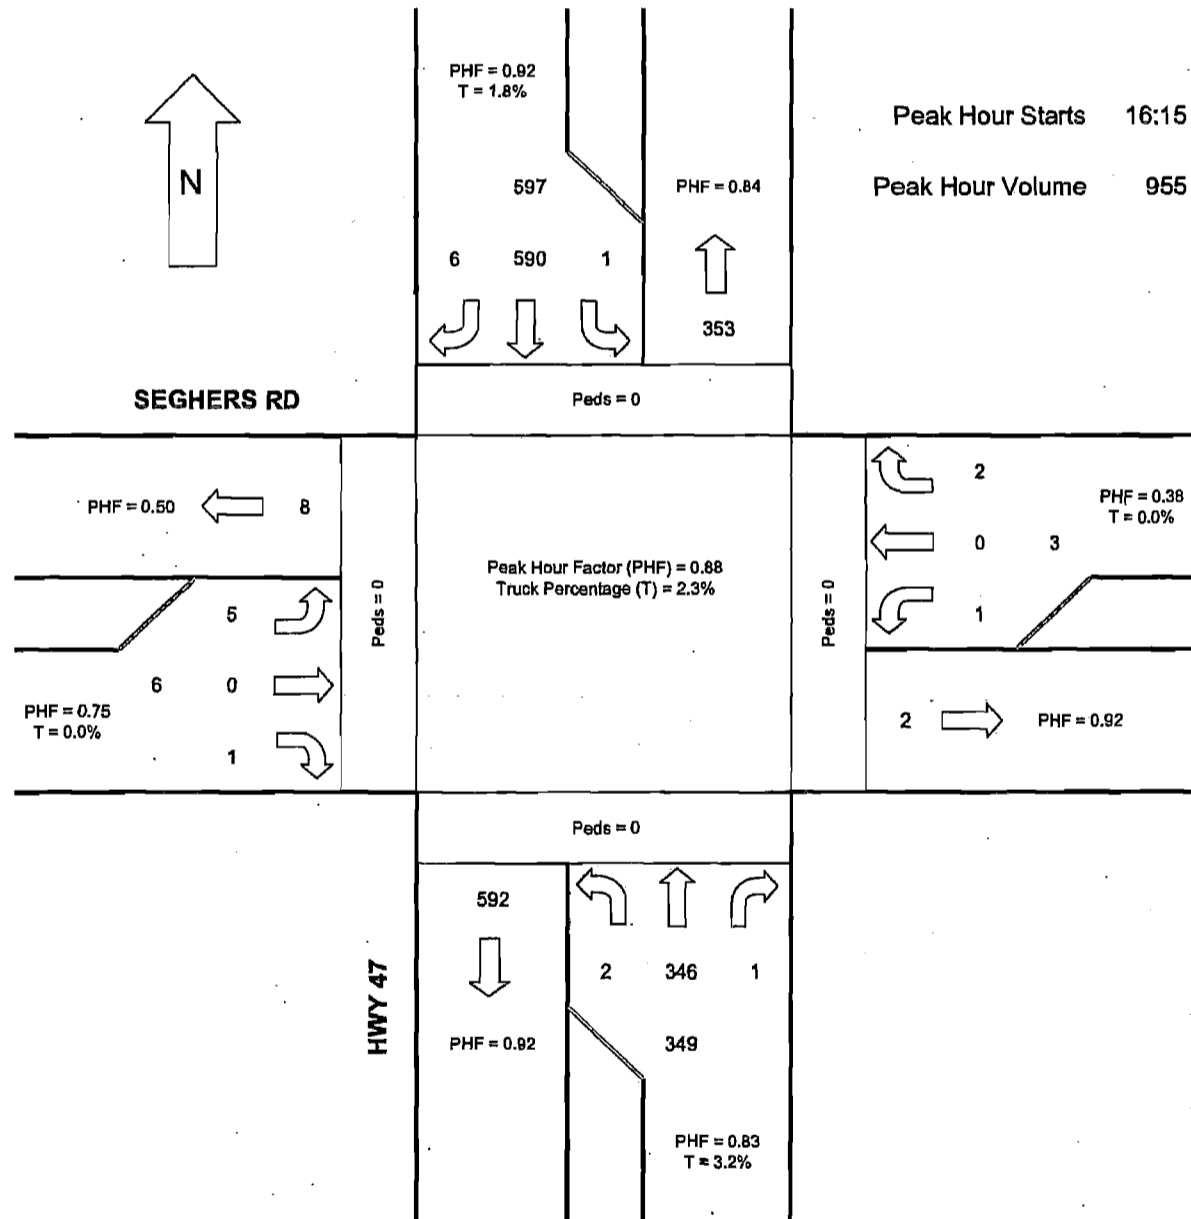 PHF = 0.92
T = 1.8%
Peak Hour Starts 16:15
N
597
PHF = 0.84
Peak Hour Volume 955
6 590 1
353
SEGHERS RD
Peds = 0
2
PHF = 0.50
8
PHF = 0.38
T = 0.0%
0 3
Peak Hour Factor (PHF) = 0.88
Truck Percentage (T) = 2.3%
Peds = 0
Peds = 0
5
1
6 0
PHF = 0.75
T = 0.0%
2
PHF = 0.92
1
Peds = 0
592
2 346 1
HWY 47
PHF = 0.92
349
PHF = 0.83
T = 3.2%